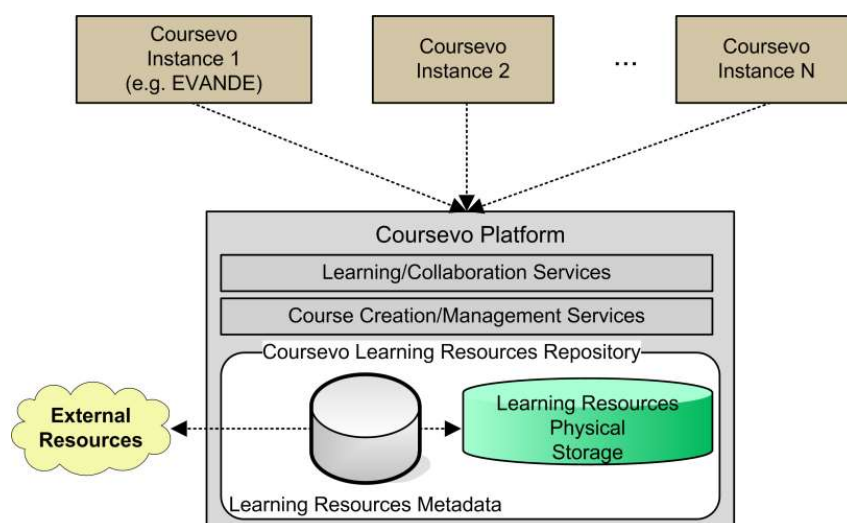 Coursevo
Instance 1
(e.g. EVANDE)
Coursevo
Instance 2
...
Coursevo
Instance N
Coursevo Platform
Learning/Collaboration Services
Course Creation/Management Services
Coursevo Learning Resources Repository
External
Resources
Learning Resources
Physical
Storage
Learning Resources Metadata